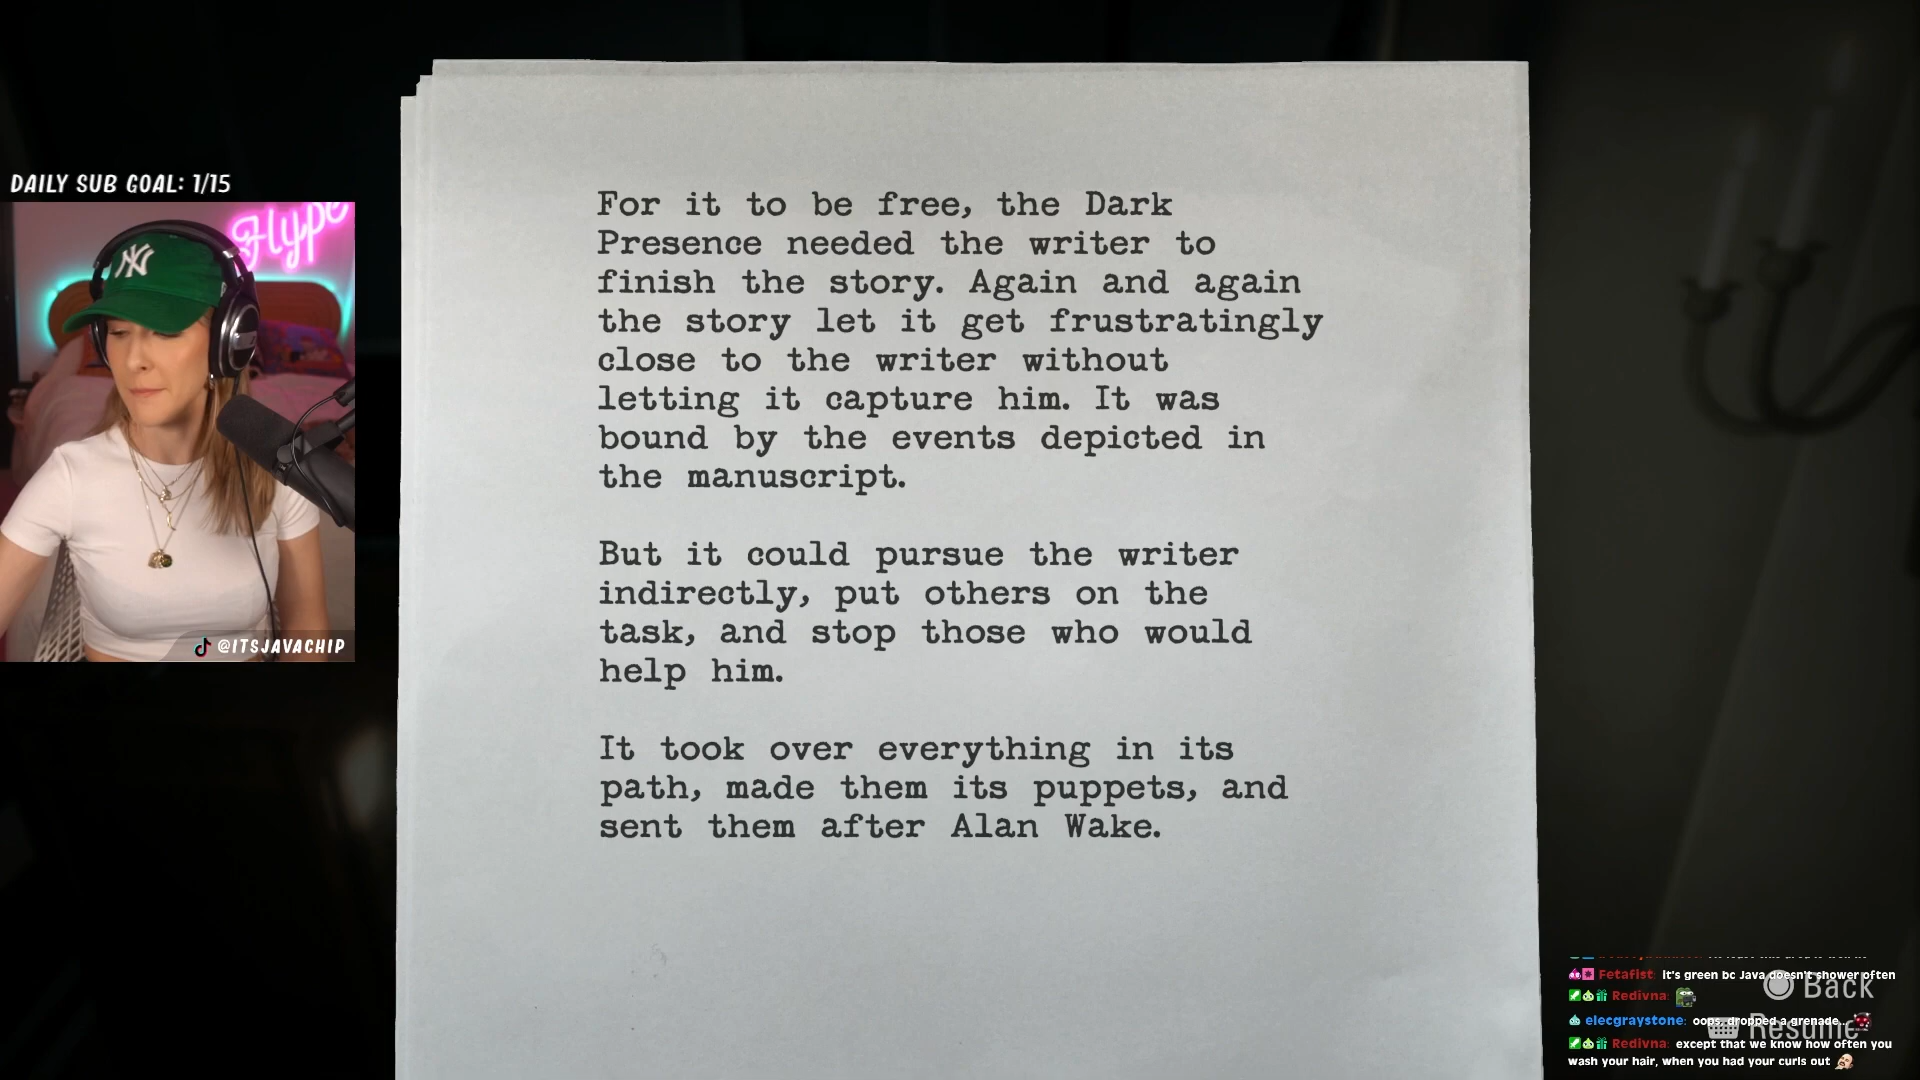 DAILY SUB GOAL: 1/15
Hype
NY
@ITSJAVACHIP
For it to be free, the Dark
Presence needed the writer to
finish the story. Again and again
the story let it get frustratingly
close to the writer without
letting it capture him. It was
bound by the events depicted in
the manuscript.
But it could pursue the writer
indirectly, put others on the
task, and stop those who would
help him.
It took over everything in its
path, made them its puppets, and
sent them after Alan Wake.
Fetafist: It's green bc Java doesn't shower often
Back
Redivna:
elecgraystone: oops. dropped a grenade...
Resume
Redivna: except that we know how often you
wash your hair, when you had your curls out